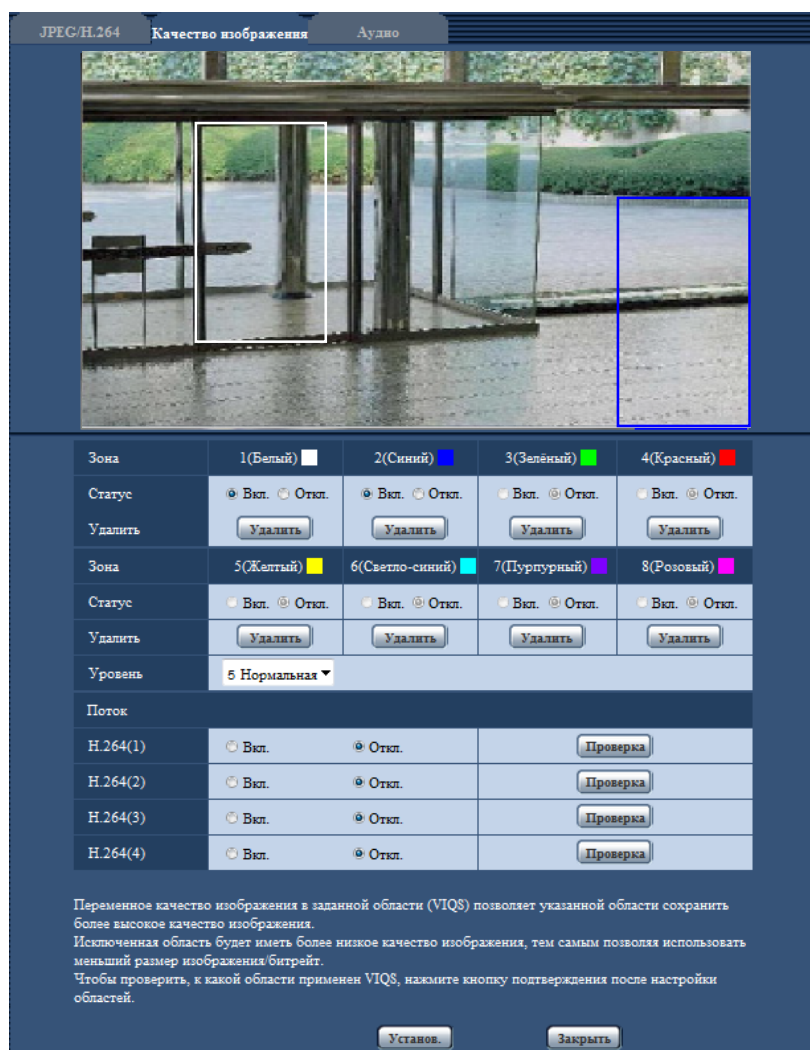 JPEG/H.264 Качество изображения Аудио
Зона 1(Белый) 2(Синий) 3(Зелёный) 4(Красный)
Статус Вкл. Откл. Вкл. Откл. Вкл. Откл. Вкл. Откл.
Удалить Удалить Удалить Удалить Удалить
Зона 5(Желтый) 6(Светло-синий) 7(Пурпурный) 8(Розовый)
Статус Вкл. Откл. Вкл. Откл. Вкл. Откл. Вкл. Откл.
Удалить Удалить Удалить Удалить Удалить
Уровень 5 Нормальная
Поток
H.264(1) Вкл. Откл. Проверка
H.264(2) Вкл. Откл. Проверка
H.264(3) Вкл. Откл. Проверка
H.264(4) Вкл. Откл. Проверка
Переменное качество изображения в заданной области (VIQS) позволяет указанной области сохранить
более высокое качество изображения.
Исключенная область будет иметь более низкое качество изображения, тем самым позволяя использовать
меньший размер изображения/битрейт.
Чтобы проверить, к какой области применен VIQS, нажмите кнопку подтверждения после настройки
областей.
Установ. Закрыть